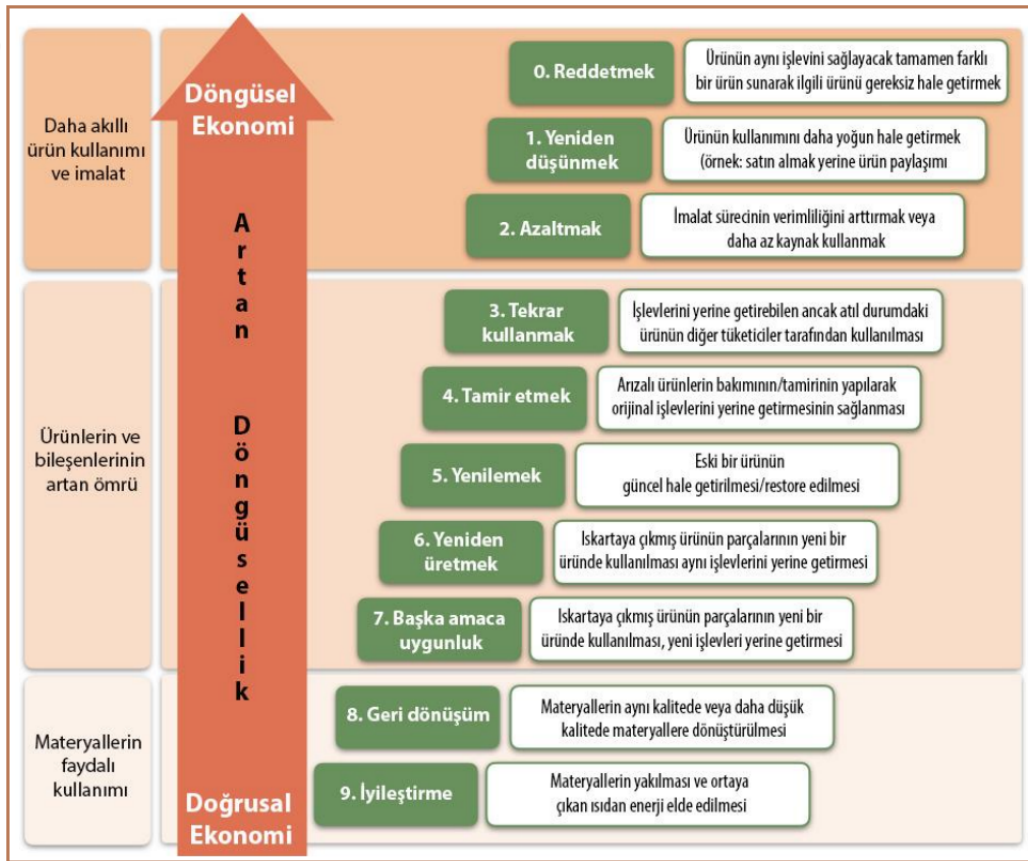 Döngüsel
Ekonomi
Artan Döngüsellik
Doğrusal
Ekonomi
Daha akıllı
ürün kullanımı
ve imalat
0. Reddetmek
Ürünün aynı işlevini sağlayacak tamamen farklı
bir ürün sunarak ilgili ürünü gereksiz hale getirmek
1. Yeniden
düşünmek
Ürünün kullanımını daha yoğun hale getirmek
(örnek: satın almak yerine ürün paylaşımı
2. Azaltmak
İmalat sürecinin verimliliğini arttırmak veya
daha az kaynak kullanmak
Ürünlerin ve
bileşenlerinin
artan ömrü
3. Tekrar
kullanmak
İşlevlerini yerine getirebilen ancak atıl durumdaki
ürünün diğer tüketiciler tarafından kullanılması
4. Tamir etmek
Arızalı ürünlerin bakımının/tamirinin yapılarak
orijinal işlevlerini yerine getirmesinin sağlanması
5. Yenilemek
Eski bir ürünün
güncel hale getirilmesi/restore edilmesi
6. Yeniden
üretmek
Iskartaya çıkmış ürünün parçalarının yeni bir
üründe kullanılması aynı işlevlerini yerine getirmesi
7. Başka amaca
uygunluk
Iskartaya çıkmış ürünün parçalarının yeni bir
üründe kullanılması, yeni işlevleri yerine getirmesi
Materyallerin
faydalı
kullanımı
8. Geri dönüşüm
Materyallerin aynı kalitede veya daha düşük
kalitede materyallere dönüştürülmesi
9. İyileştirme
Materyallerin yakılması ve ortaya
çıkan ısıdan enerji elde edilmesi